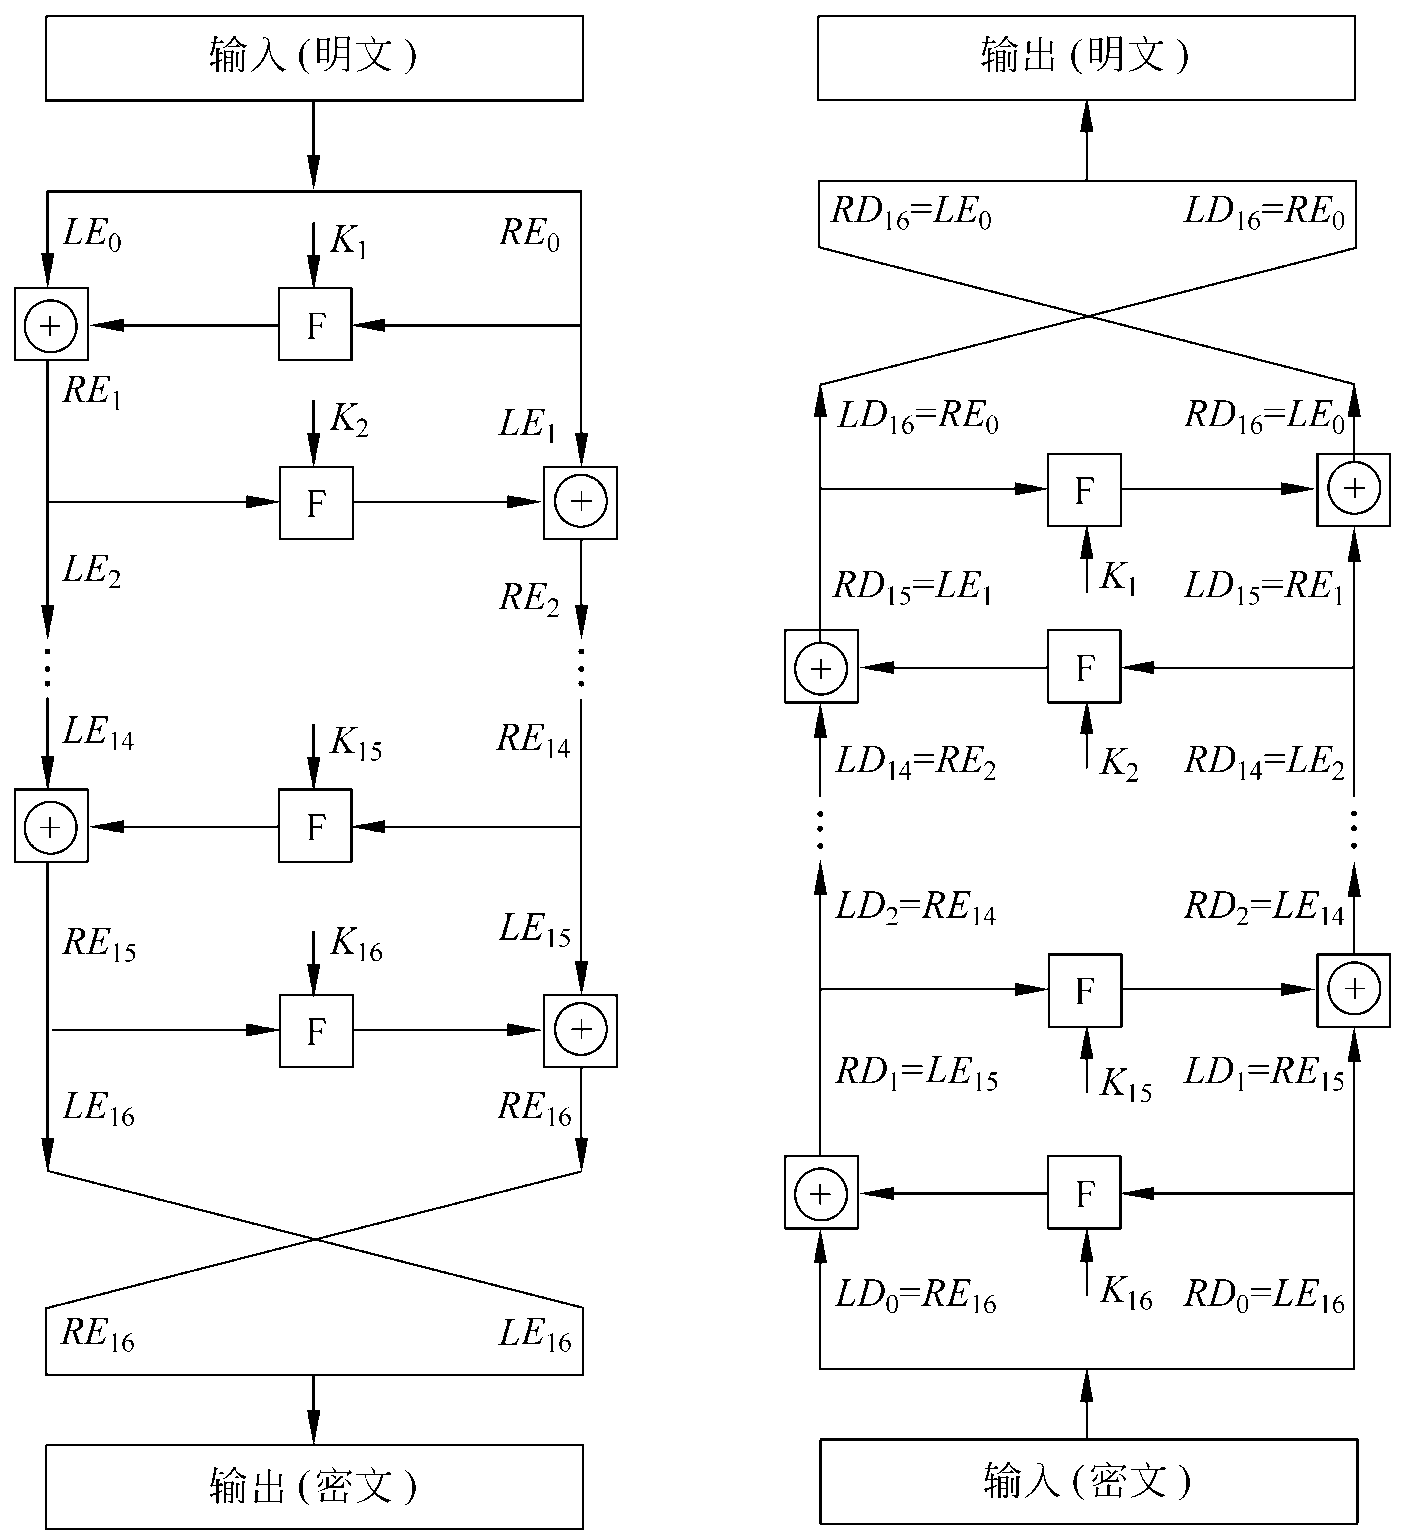 输入(明文)
LE₀
K₁
RE₀
+
F
RE₁
K₂
LE₁
F
+
LE₂
RE₂
⋮
⋮
LE₁₄
K₁₅
RE₁₄
+
F
RE₁₅
K₁₆
LE₁₅
F
+
LE₁₆
RE₁₆
RE₁₆
LE₁₆
输出(密文)
输出(明文)
RD₁₆=LE₀
LD₁₆=RE₀
LD₁₆=RE₀
RD₁₆=LE₀
F
+
RD₁₅=LE₁
K₁
LD₁₅=RE₁
+
F
LD₁₄=RE₂
K₂
RD₁₄=LE₂
⋮
⋮
LD₂=RE₁₄
RD₂=LE₁₄
F
+
RD₁=LE₁₅
K₁₅
LD₁=RE₁₅
+
F
LD₀=RE₁₆
K₁₆
RD₀=LE₁₆
输入(密文)